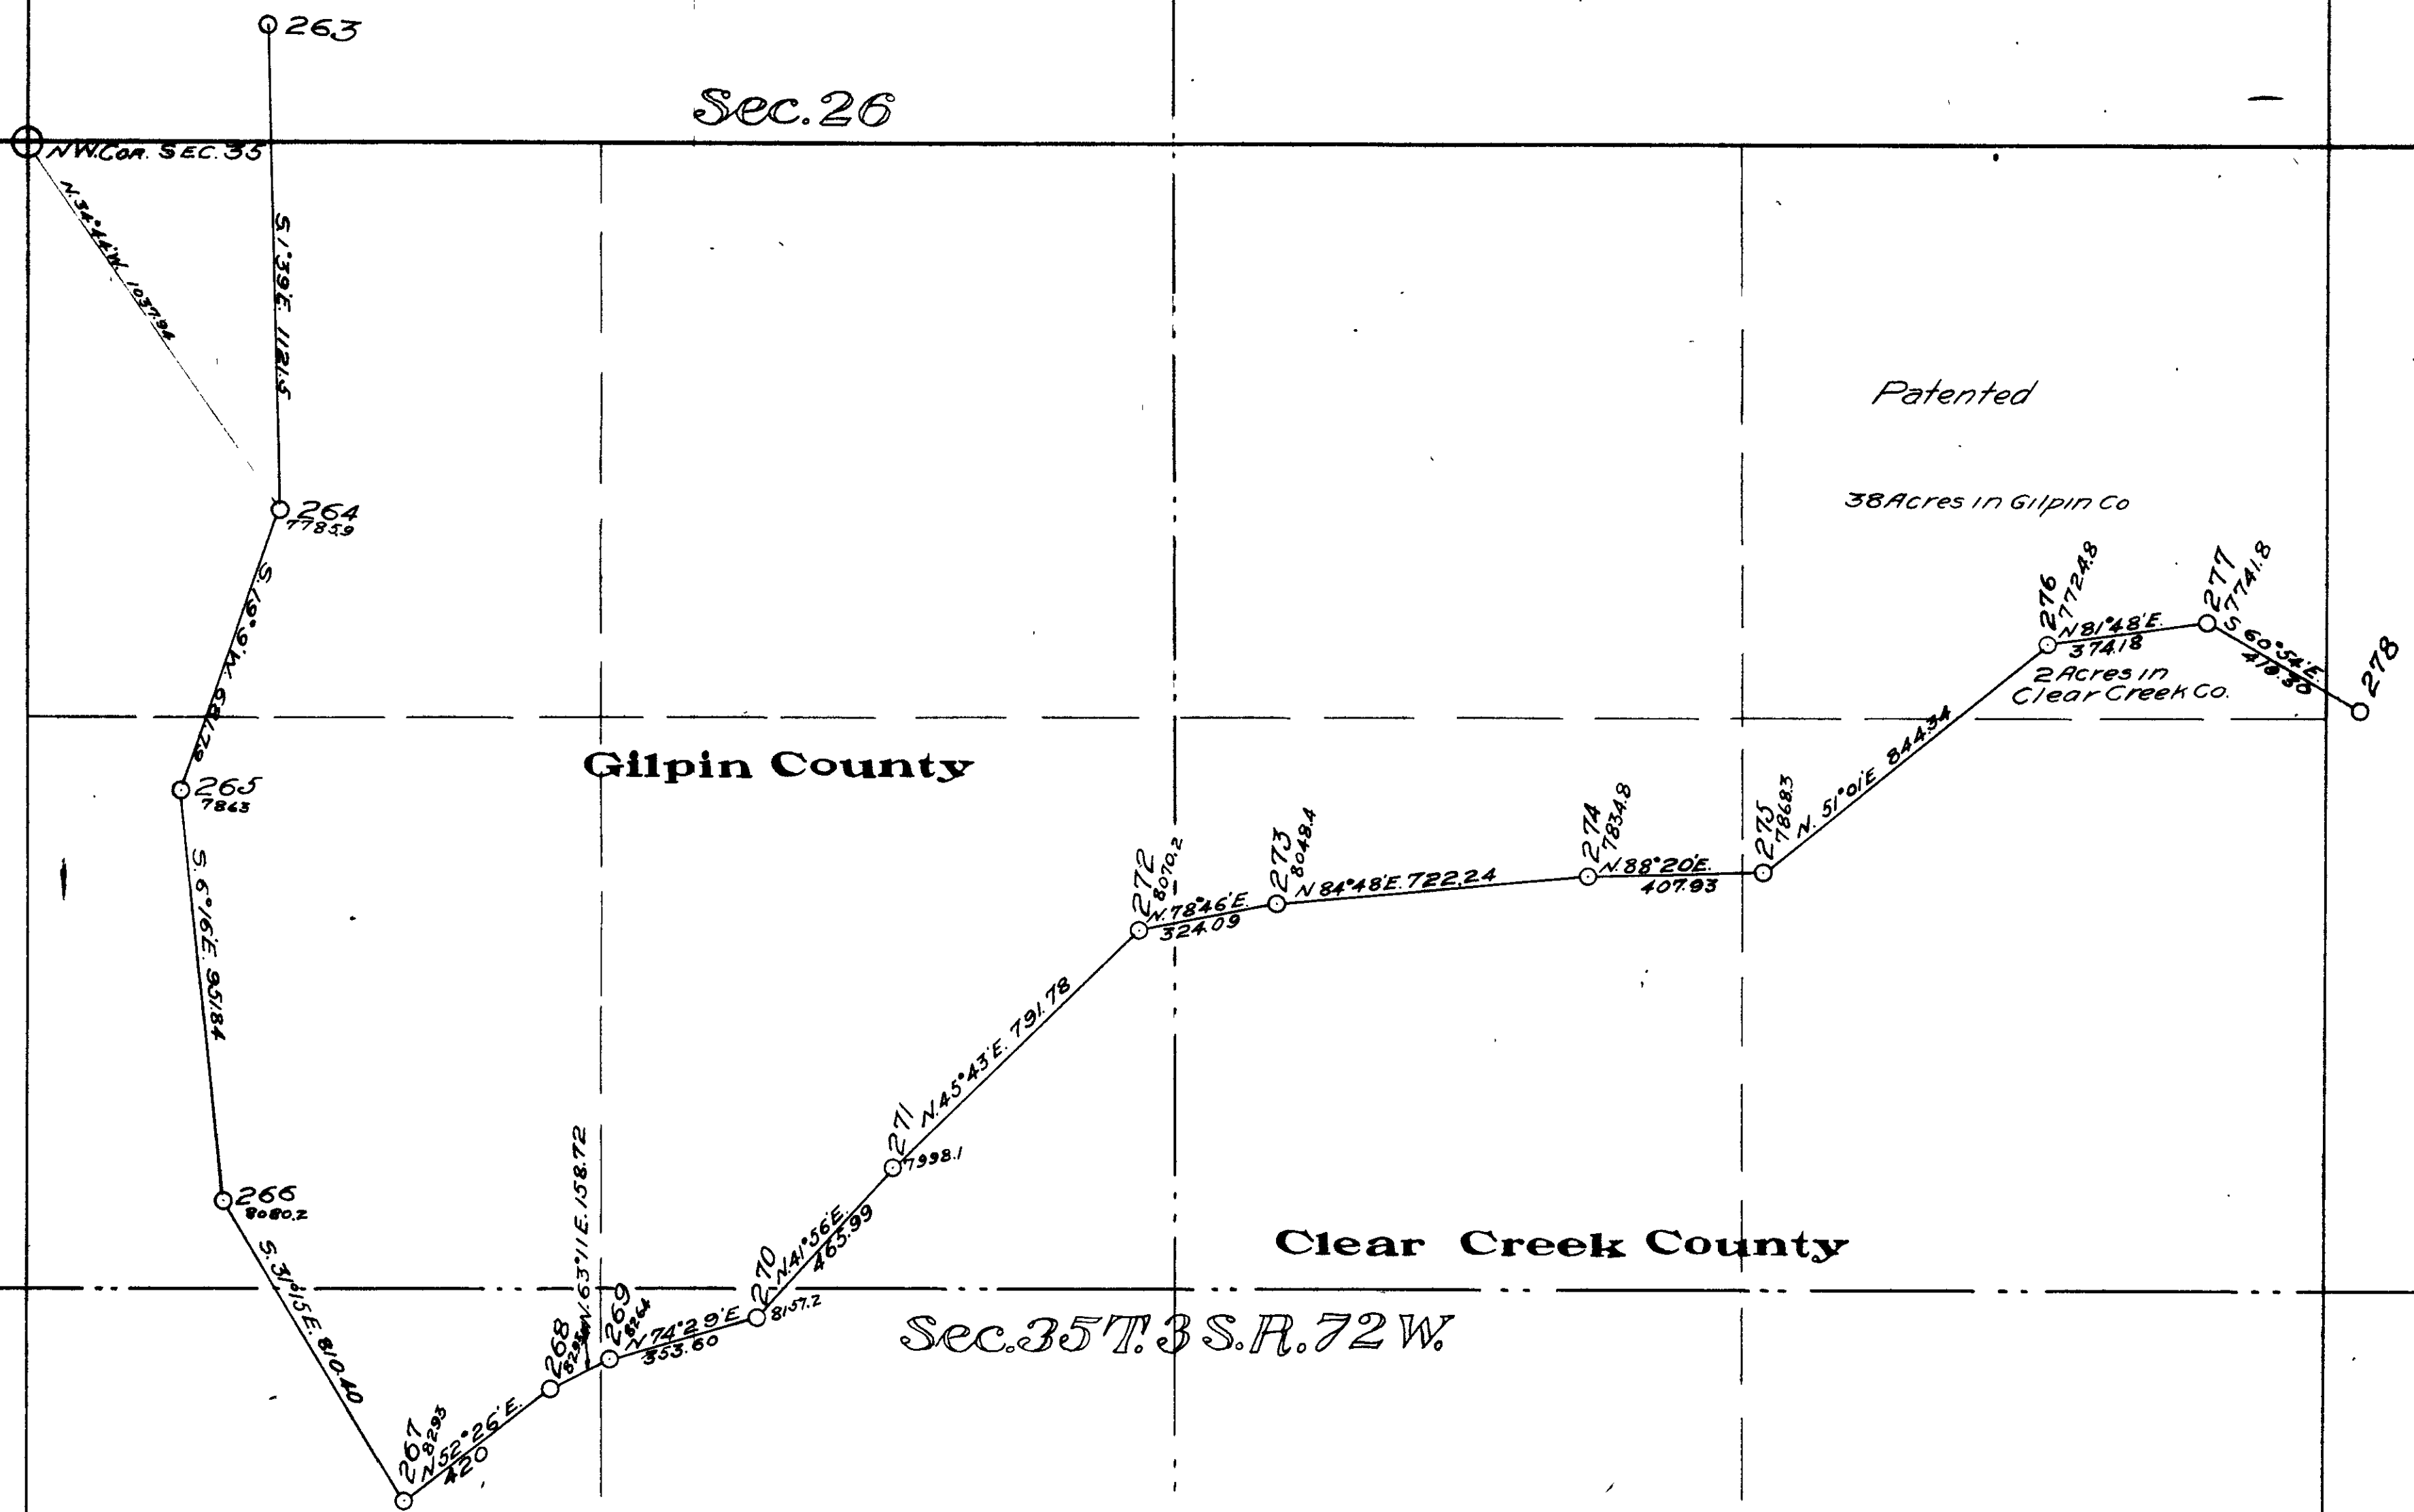 263
Sec. 26
NW. COR. SEC. 35
N. 34°44'W. 1037.94
S. 1°39'E. 1121.5
264
7785.9
S. 19°9'W. 681.79
265
7863
S. 6°16'E. 951.84
266
8080.2
S. 31°15'E. 810.40
267
8293
N 52°26'E.
420
268
N. 63°11'E. 158.72
269
8264
N 74°29'E
353.60
270
8157.2
N. 41°56'E.
465.99
271
7998.1
N. 45°43'E. 791.78
272
8070.2
N. 78°46'E.
324.09
273
8048.4
N 84°48'E. 722.24
274
7834.8
N. 88°20'E.
407.93
275
7868.3
N. 51°01'E 844.34
276
7724.8
N 81°48'E.
374.18
277
7741.8
S 60°54'E.
278
Patented
38 Acres in Gilpin Co
2 Acres in
Clear Creek Co.
Gilpin County
Clear Creek County
Sec. 35 T. 3 S. R. 72 W.